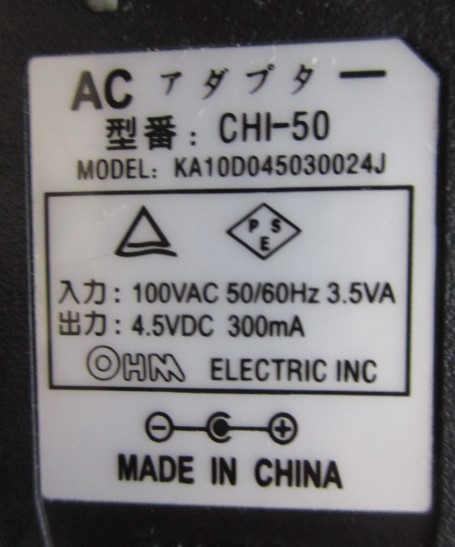 AC アダプター
型番: CHI-50
MODEL: KA10D045030024J
PSE
入力: 100VAC 50/60Hz 3.5VA
出力: 4.5VDC 300mA
OHM ELECTRIC INC
MADE IN CHINA